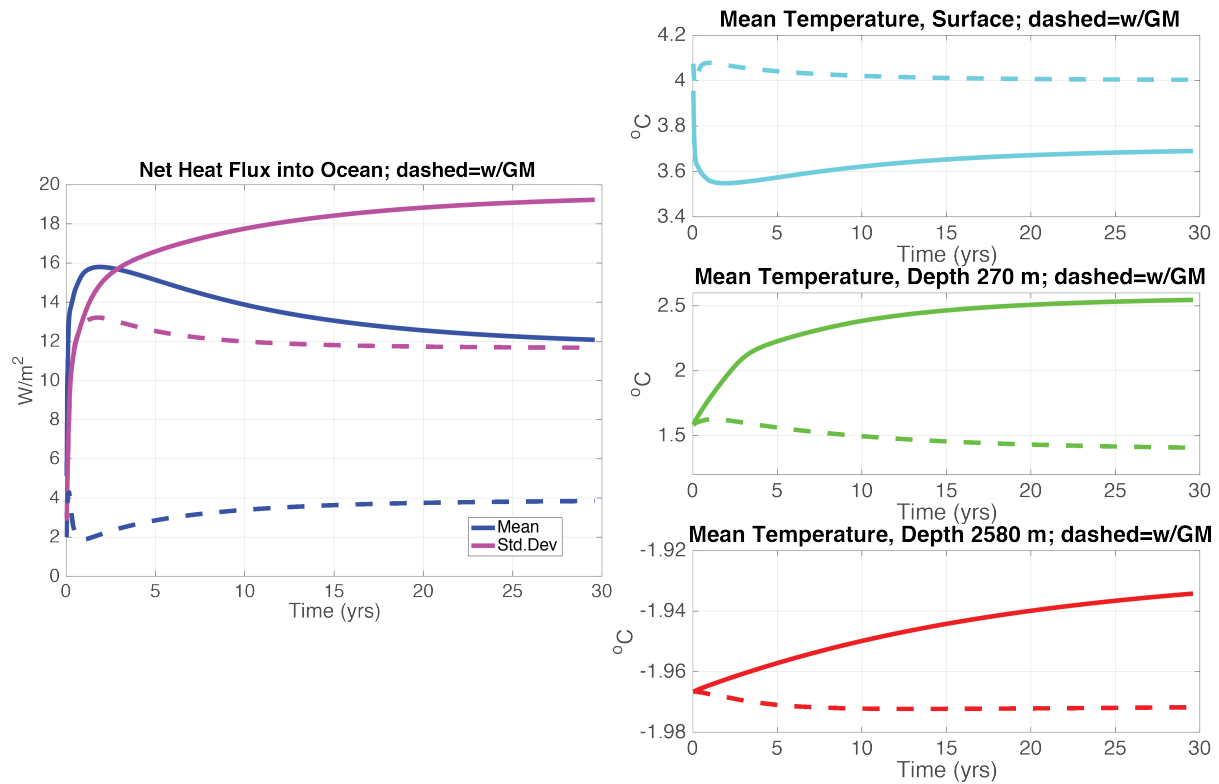 Net Heat Flux into Ocean; dashed=w/GM
W/m²
20
18
16
14
12
10
8
6
4
2
0
Mean
Std.Dev
0 5 10 15 20 25 30
Time (yrs)
Mean Temperature, Surface; dashed=w/GM
ºC
4.2
4
3.8
3.6
3.4
0 5 10 15 20 25 30
Time (yrs)
Mean Temperature, Depth 270 m; dashed=w/GM
ºC
2.5
2
1.5
0 5 10 15 20 25 30
Time (yrs)
Mean Temperature, Depth 2580 m; dashed=w/GM
ºC
-1.92
-1.94
-1.96
-1.98
0 5 10 15 20 25 30
Time (yrs)